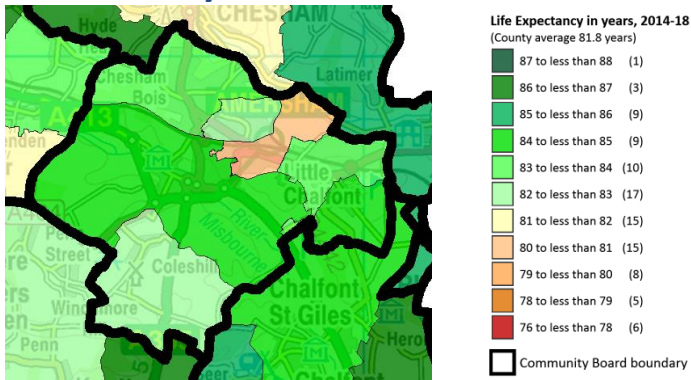 CHESHAM
Hyde
Heath
Latimer
Chesham
Bois
AMERSHAM
A413
Little
Chalfont
A404
River
Misbourne
Street
Coleshill
Penn
Chalfont
St Giles
Chalfont
Life Expectancy in years, 2014-18
(County average 81.8 years)
87 to less than 88 (1)
86 to less than 87 (3)
85 to less than 86 (9)
84 to less than 85 (9)
83 to less than 84 (10)
82 to less than 83 (17)
81 to less than 82 (15)
80 to less than 81 (15)
79 to less than 80 (8)
78 to less than 79 (5)
76 to less than 78 (6)
Community Board boundary